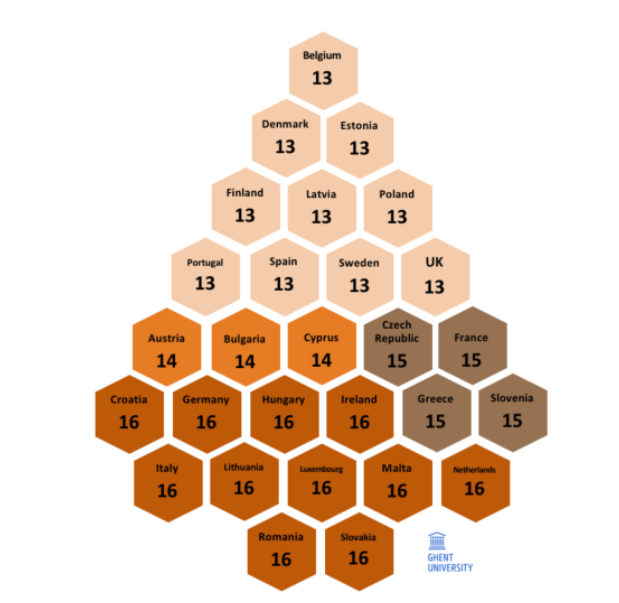 Belgium
13
Denmark
13
Estonia
13
Finland
13
Latvia
13
Poland
13
Portugal
13
Spain
13
Sweden
13
UK
13
Austria
14
Bulgaria
14
Cyprus
14
Czech
Republic
15
France
15
Croatia
16
Germany
16
Hungary
16
Ireland
16
Greece
15
Slovenia
15
Italy
16
Lithuania
16
Luxembourg
16
Malta
16
Netherlands
16
Romania
16
Slovakia
16
GHENT
UNIVERSITY